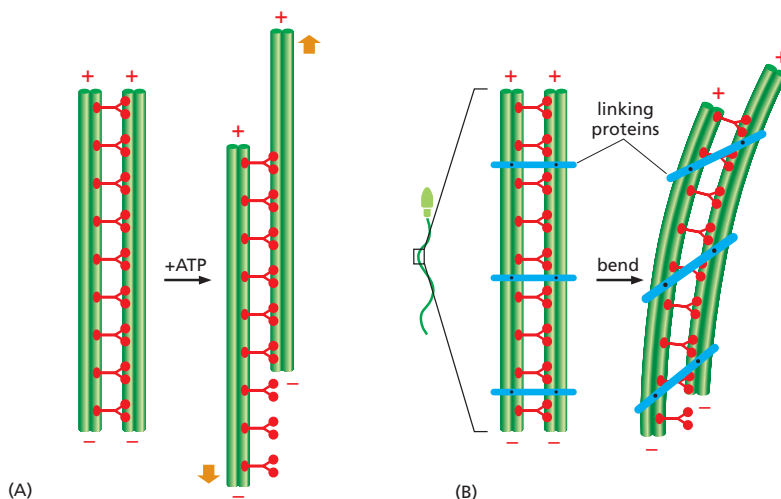 + +
− −
+ATP
+
+
−
−
(A)
+ +
− −
linking
proteins
bend
+
+
−
−
(B)